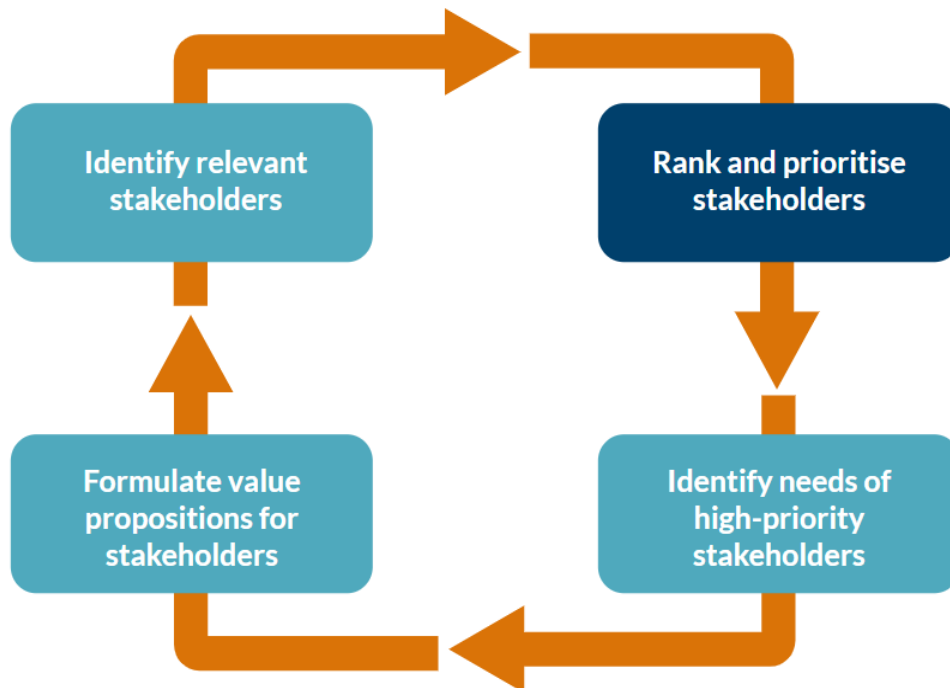 Identify relevant
stakeholders
Rank and prioritise
stakeholders
Formulate value
propositions for
stakeholders
Identify needs of
high-priority
stakeholders